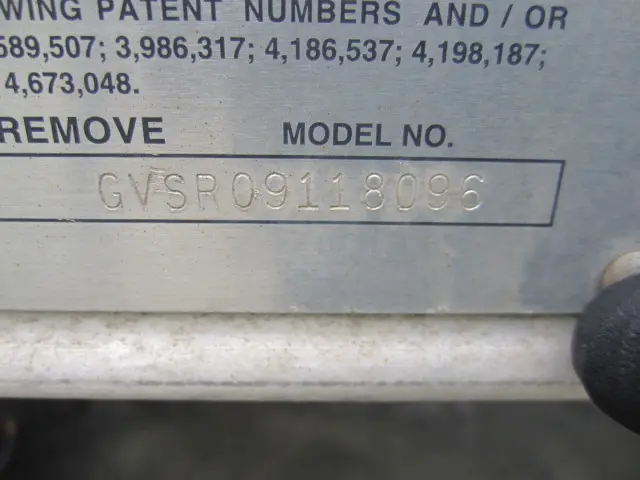 WING PATENT NUMBERS AND / OR
589,507; 3,986,317; 4,186,537; 4,198,187;
4,673,048.
REMOVE MODEL NO.
GVSR09118096